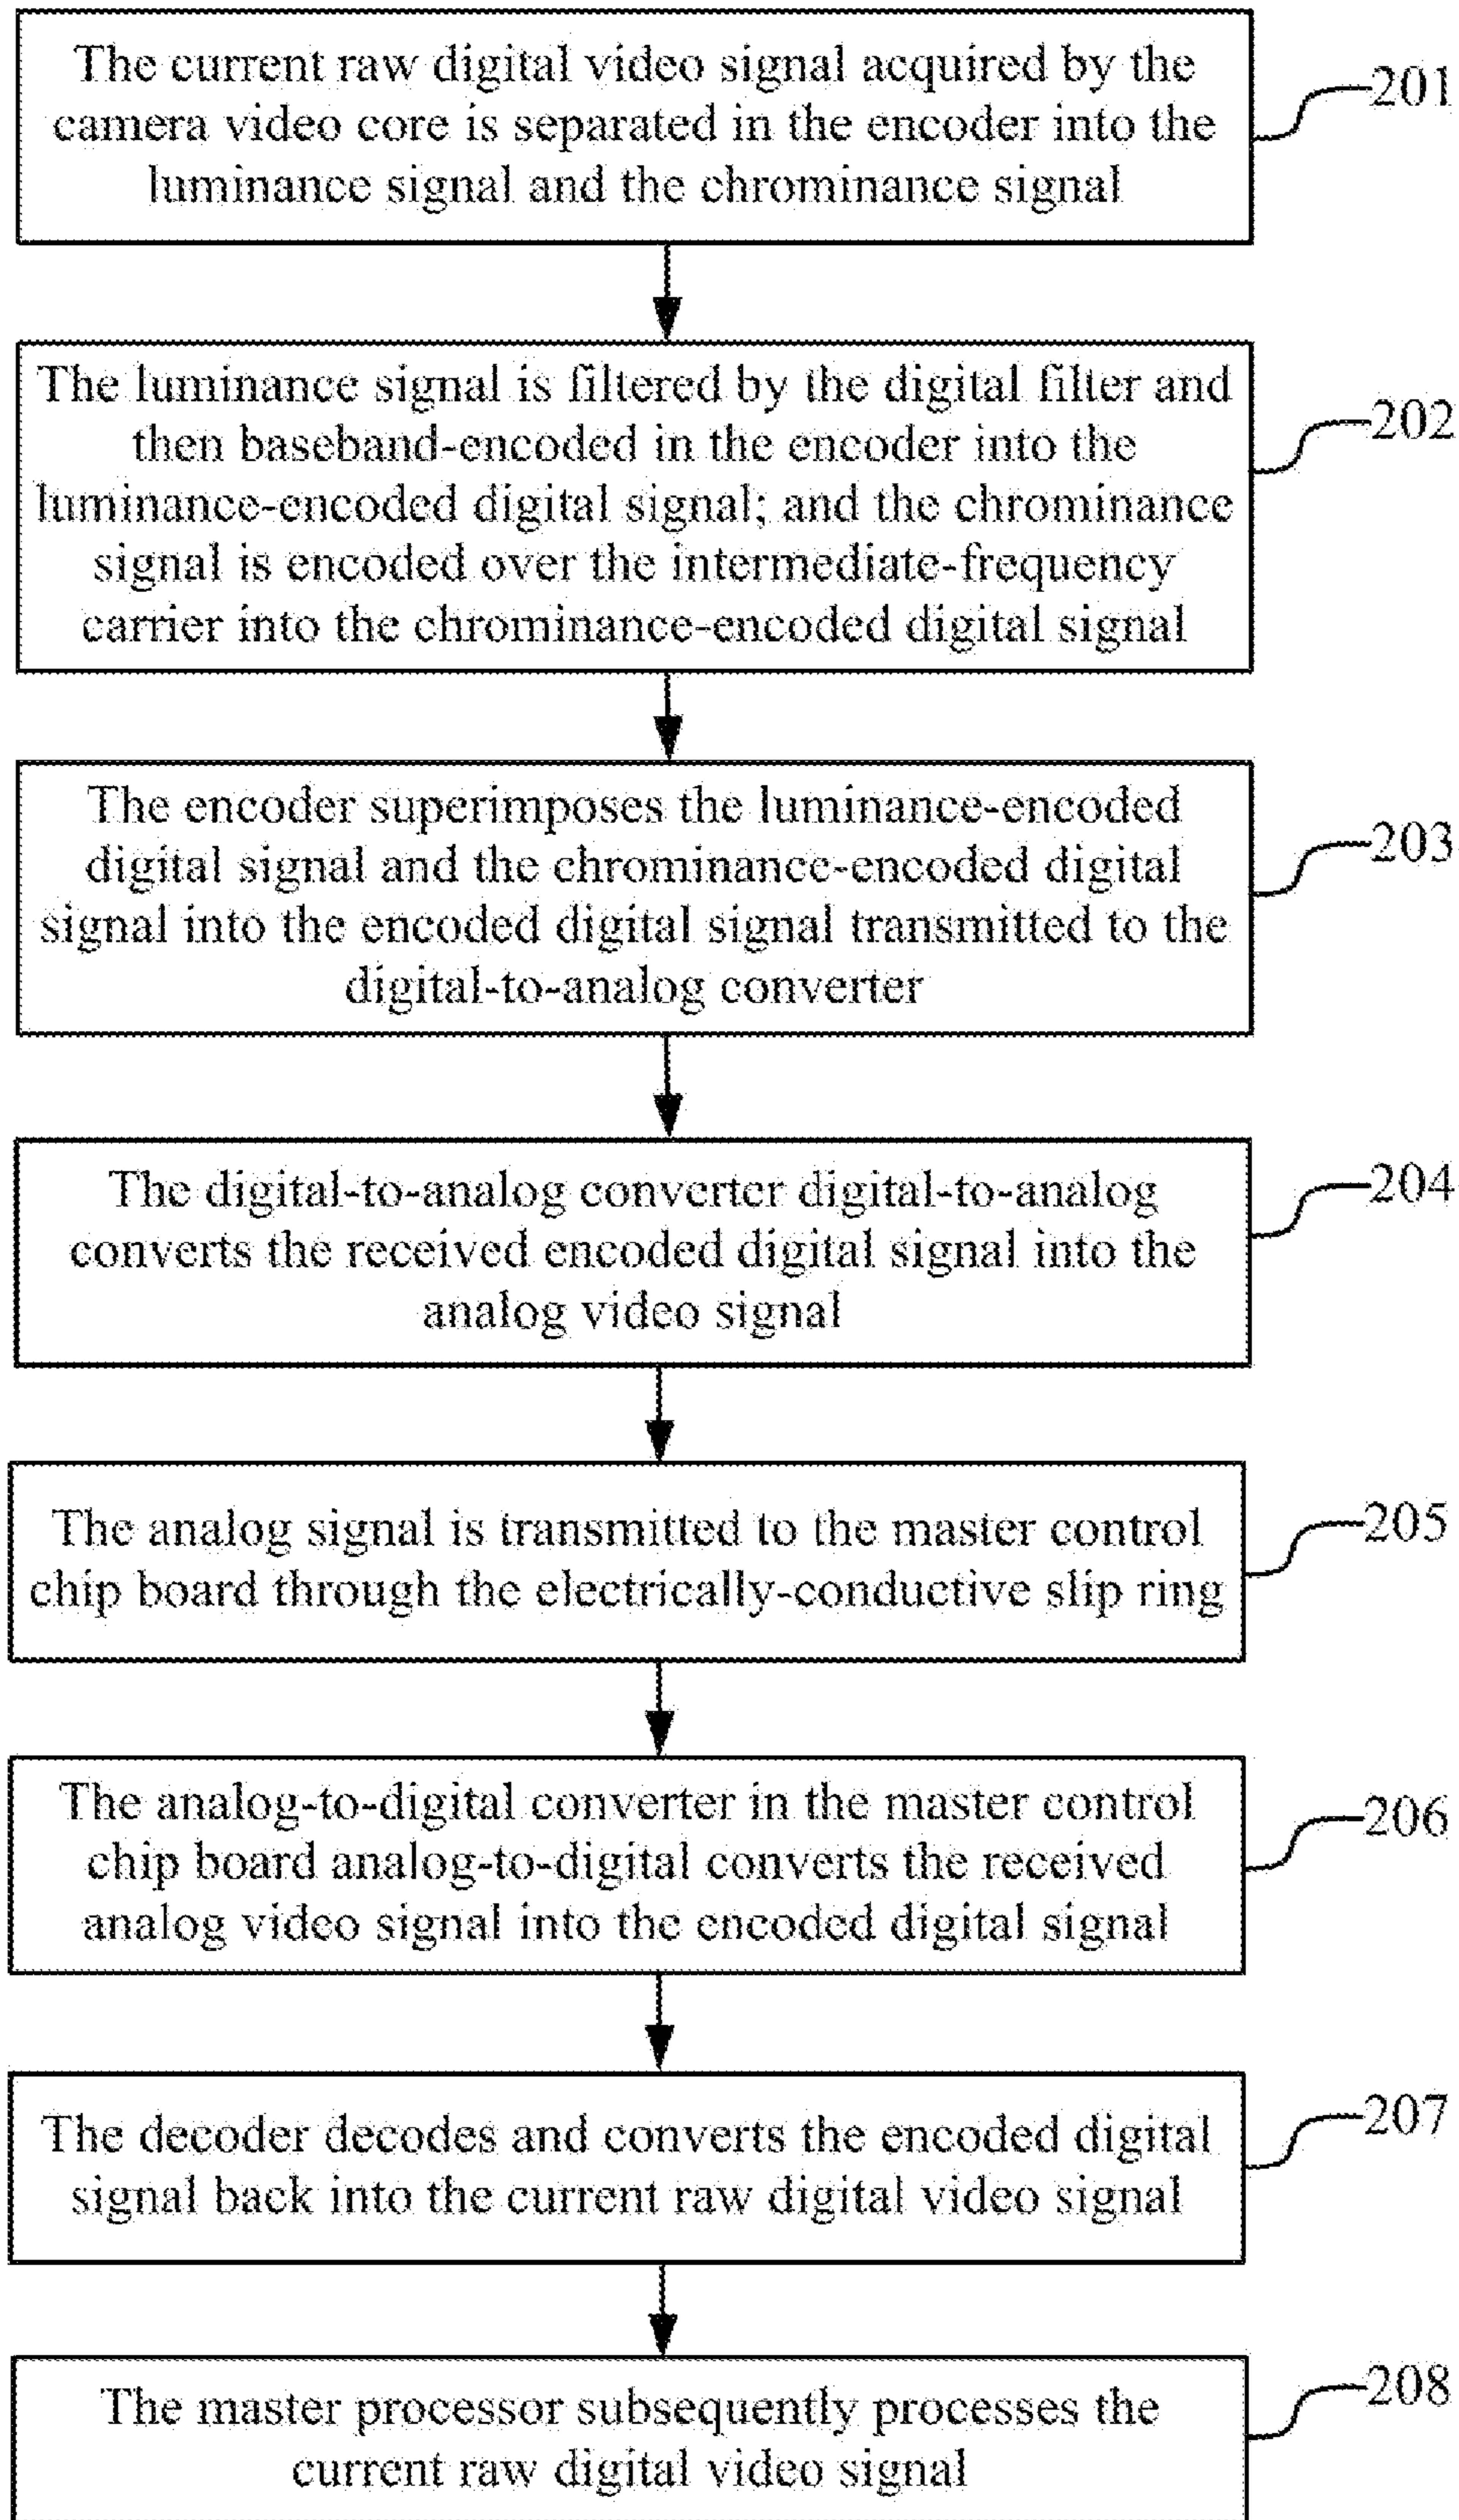 The current raw digital video signal acquired by the
camera video core is separated in the encoder into the
luminance signal and the chrominance signal
201
The luminance signal is filtered by the digital filter and
then baseband-encoded in the encoder into the
luminance-encoded digital signal; and the chrominance
signal is encoded over the intermediate-frequency
carrier into the chrominance-encoded digital signal
202
The encoder superimposes the luminance-encoded
digital signal and the chrominance-encoded digital
signal into the encoded digital signal transmitted to the
digital-to-analog converter
203
The digital-to-analog converter digital-to-analog
converts the received encoded digital signal into the
analog video signal
204
The analog signal is transmitted to the master control
chip board through the electrically-conductive slip ring
205
The analog-to-digital converter in the master control
chip board analog-to-digital converts the received
analog video signal into the encoded digital signal
206
The decoder decodes and converts the encoded digital
signal back into the current raw digital video signal
207
The master processor subsequently processes the
current raw digital video signal
208